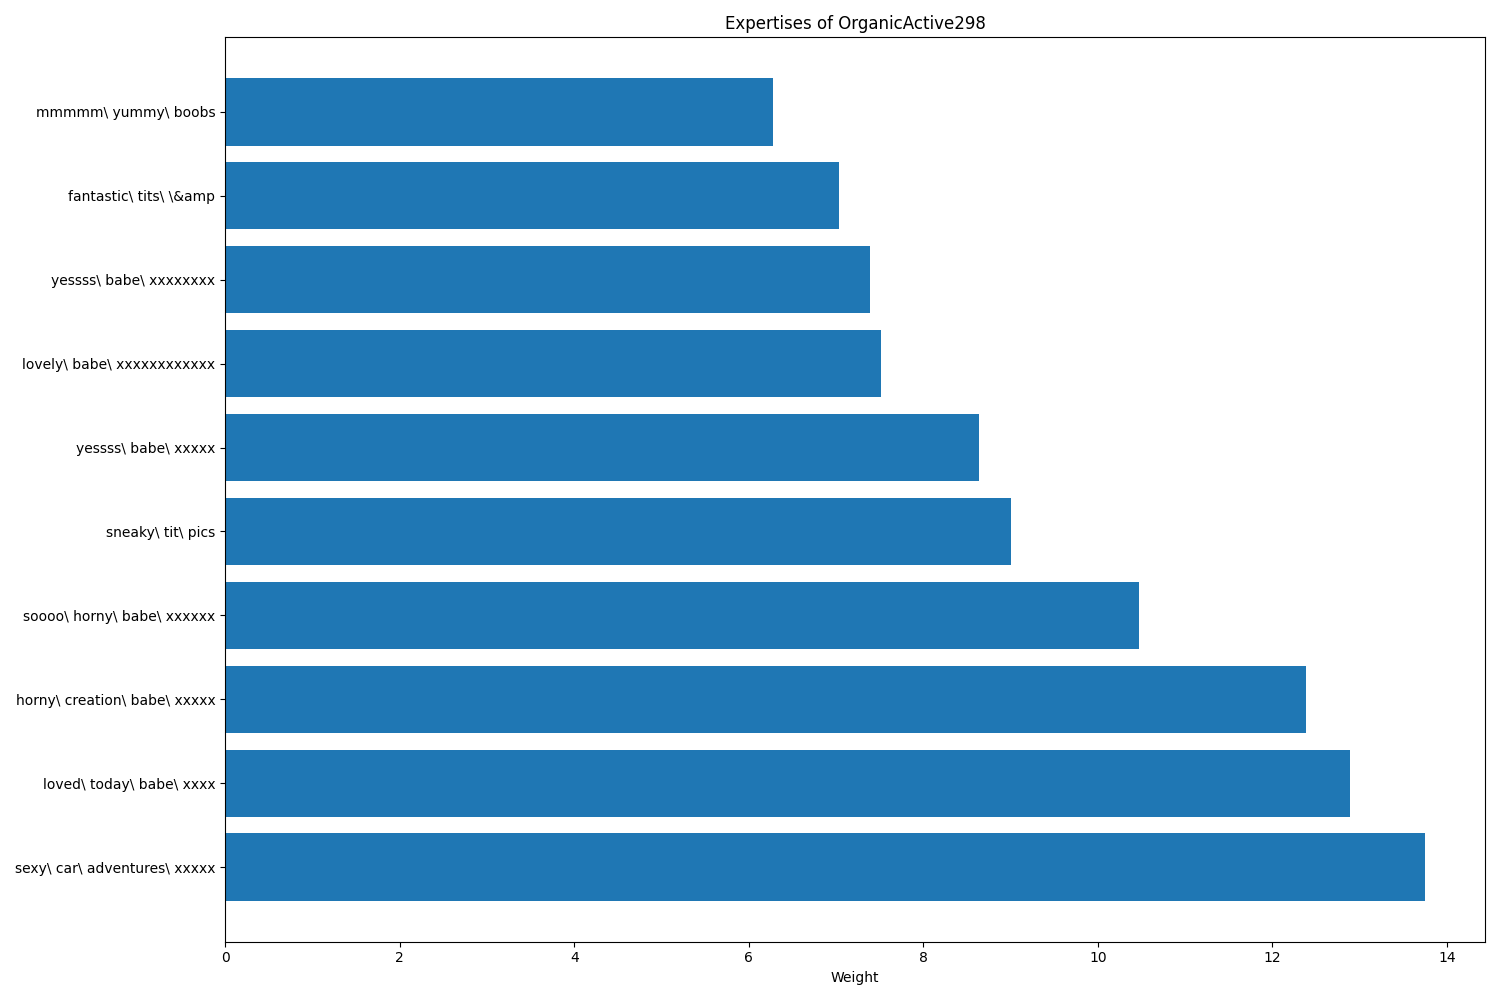 Expertises of OrganicActive298
mmmmm\ yummy\ boobs
fantastic\ tits\ \&amp
yessss\ babe\ xxxxxxxx
lovely\ babe\ xxxxxxxxxxxx
yessss\ babe\ xxxxx
sneaky\ tit\ pics
soooo\ horny\ babe\ xxxxxx
horny\ creation\ babe\ xxxxx
loved\ today\ babe\ xxxx
sexy\ car\ adventures\ xxxxx
0 2 4 6 8 10 12 14
Weight